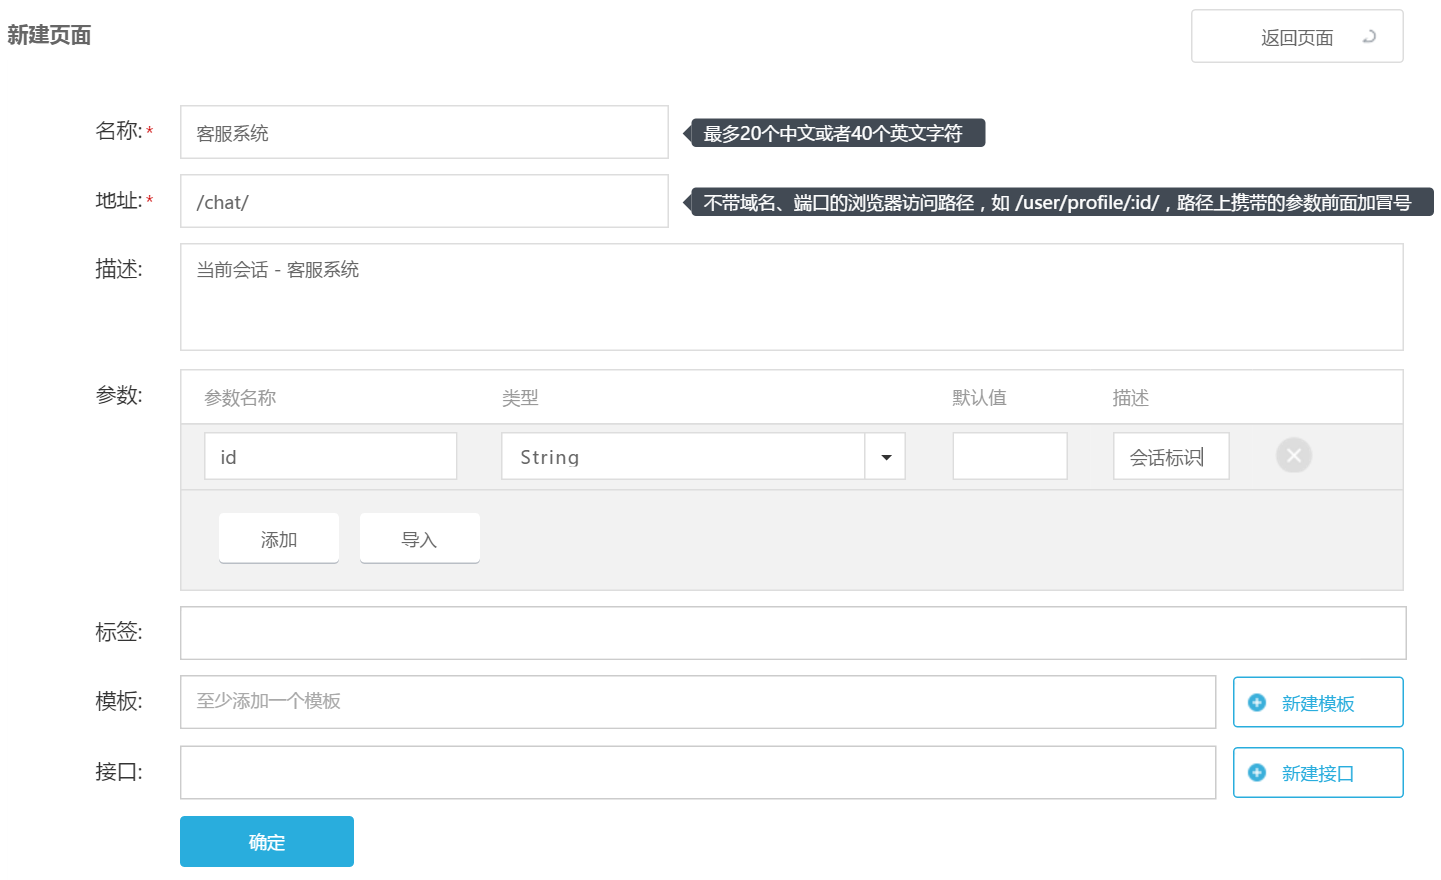 新建页面
返回页面
名称:*
客服系统
最多20个中文或者40个英文字符
地址:*
/chat/
不带域名、端口的浏览器访问路径，如 /user/profile/:id/，路径上携带的参数前面加冒号
描述:
当前会话 - 客服系统
参数:
参数名称 类型 默认值 描述
id String 会话标识
添加 导入
标签:
模板:
至少添加一个模板
新建模板
接口:
新建接口
确定